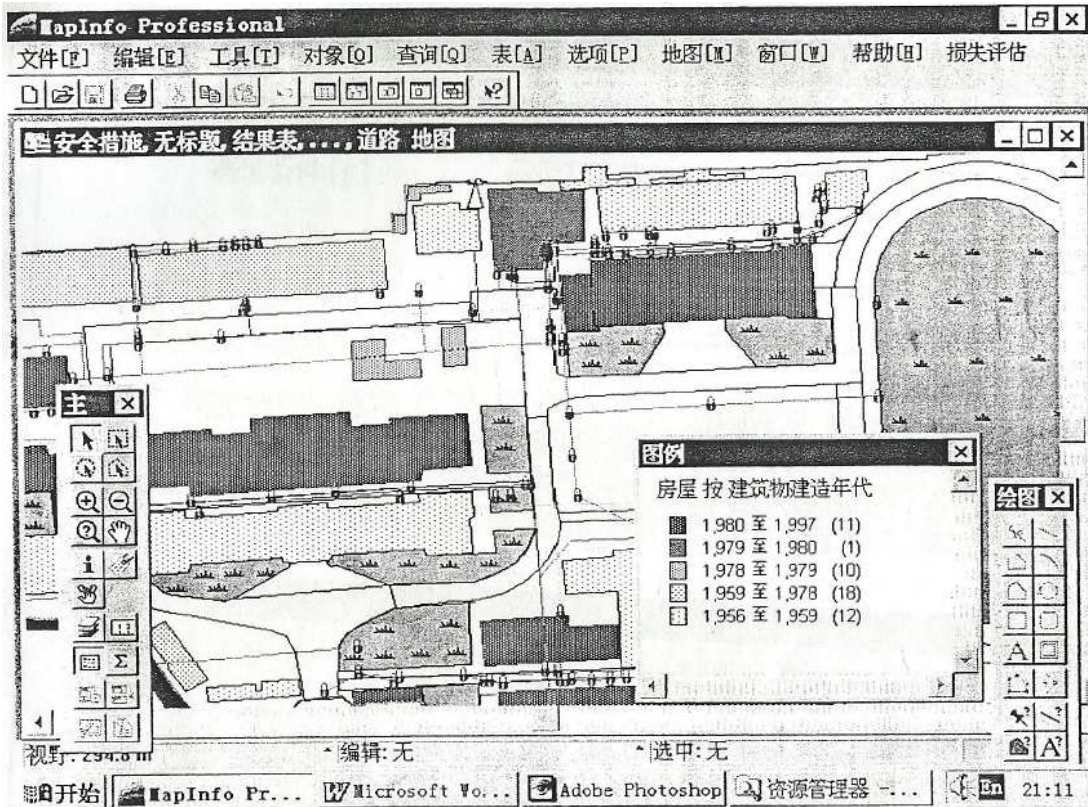 MapInfo Professional
文件[F] 编辑[E] 工具[T] 对象[O] 查询[Q] 表[A] 选项[P] 地图[M] 窗口[W] 帮助[H] 损失评估
安全措施,无标题,结果表,....,道路 地图
主
图例
房屋 按 建筑物建造年代
1,980 至 1,997 (11)
1,979 至 1,980 (1)
1,978 至 1,979 (10)
1,959 至 1,978 (18)
1,956 至 1,959 (12)
绘图
视野: 294.8 m 编辑: 无 选中: 无
开始 MapInfo Pr... Microsoft Wo... Adobe Photoshop 资源管理器 -... En 21:11